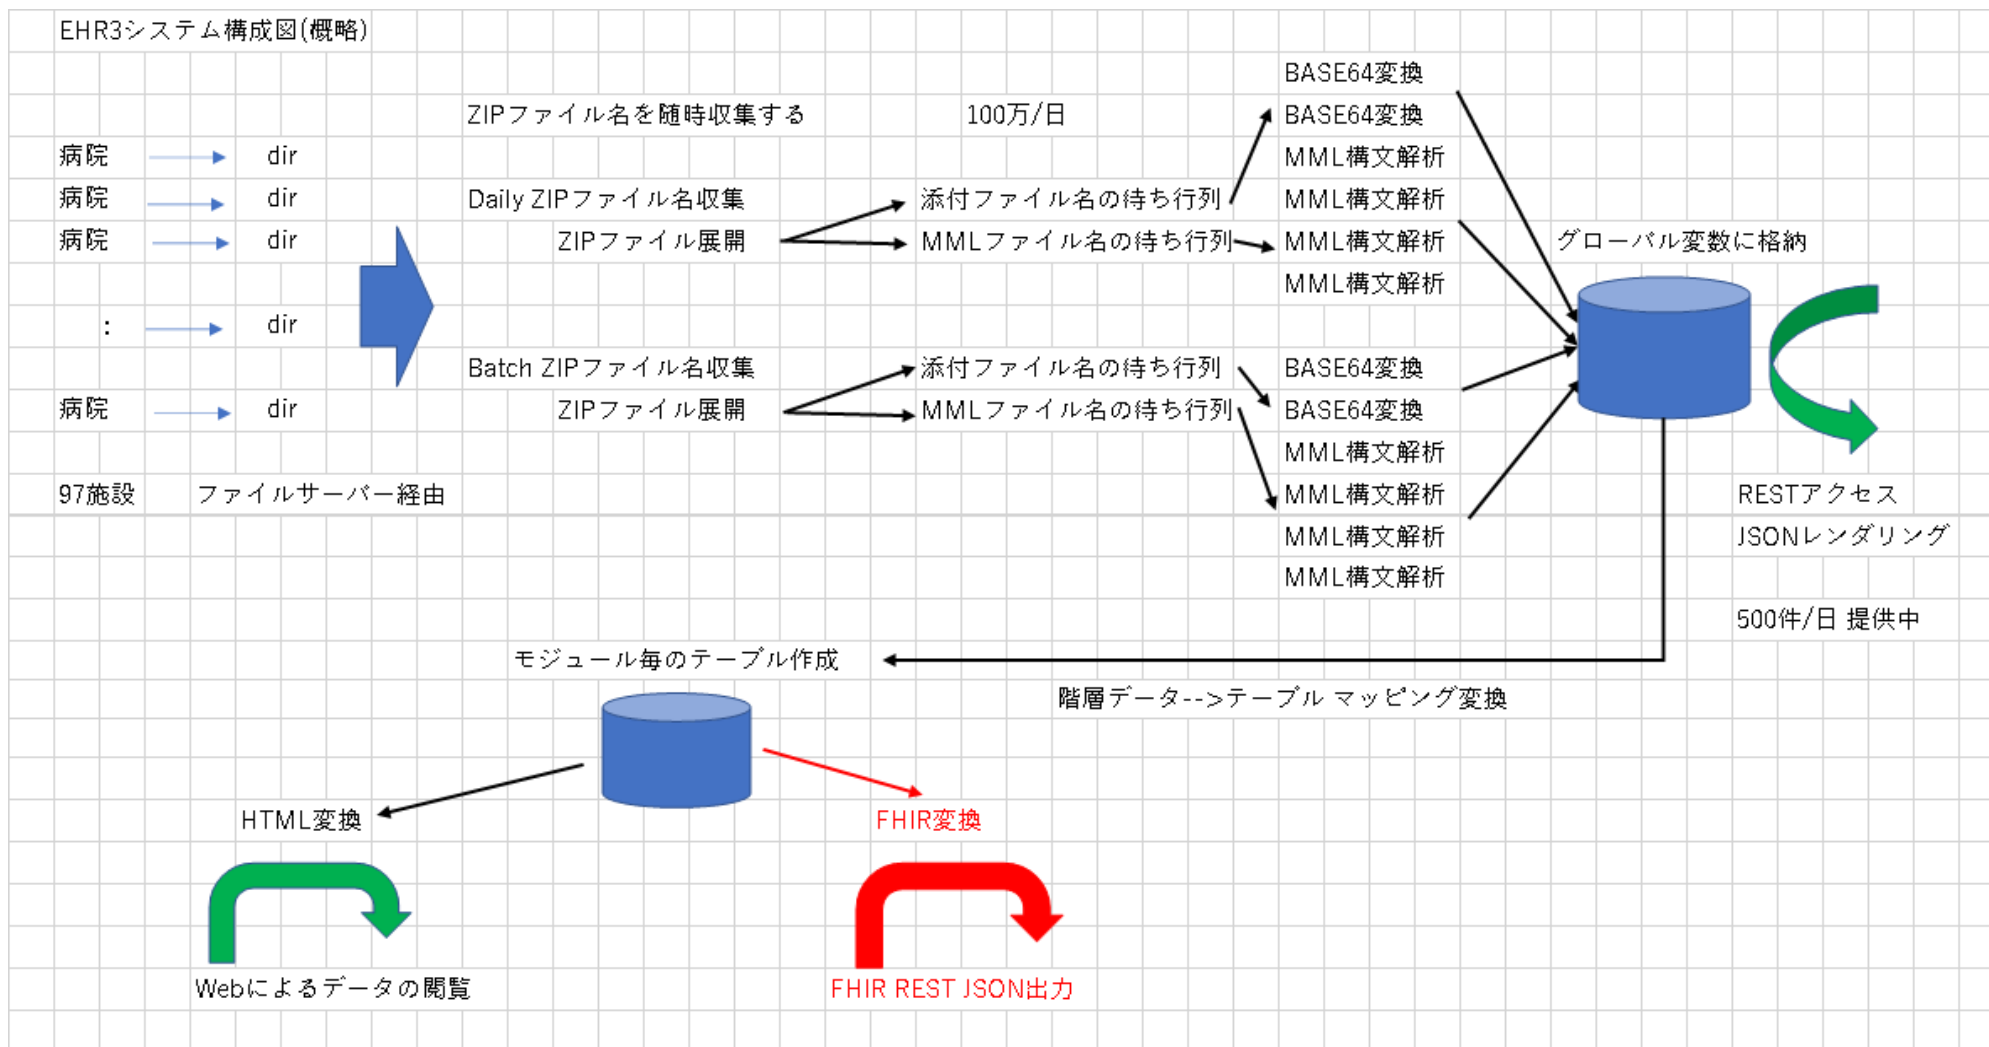 EHR3システム構成図(概略)
BASE64変換
ZIPファイル名を随時収集する 100万/日 BASE64変換
病院 dir MML構文解析
病院 dir Daily ZIPファイル名収集 添付ファイル名の待ち行列 MML構文解析
病院 dir ZIPファイル展開 MMLファイル名の待ち行列 MML構文解析 グローバル変数に格納
MML構文解析
: dir
Batch ZIPファイル名収集 添付ファイル名の待ち行列 BASE64変換
病院 dir ZIPファイル展開 MMLファイル名の待ち行列 BASE64変換
MML構文解析
97施設 ファイルサーバー経由 MML構文解析 RESTアクセス
MML構文解析 JSONレンダリング
MML構文解析
500件/日 提供中
モジュール毎のテーブル作成
階層データ-->テーブル マッピング変換
HTML変換 FHIR変換
Webによるデータの閲覧 FHIR REST JSON出力